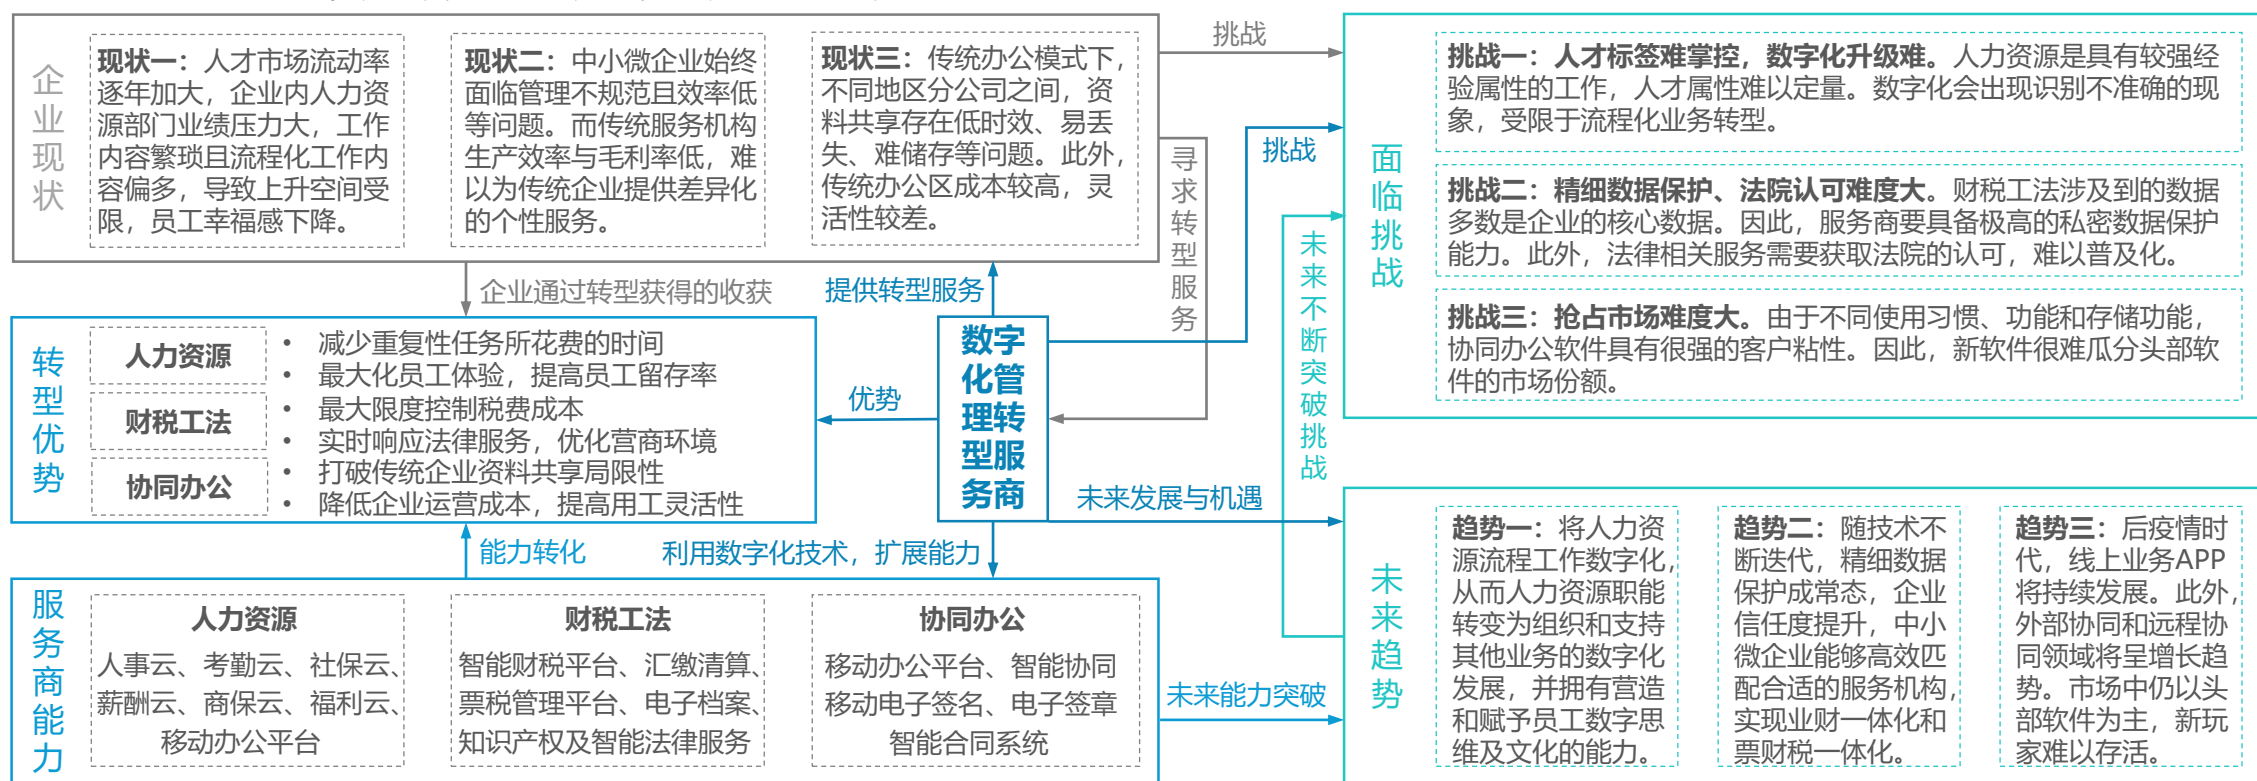 企业现状
现状一：人才市场流动率
逐年加大，企业内人力资
源部门业绩压力大，工作
内容繁琐且流程化工作内
容偏多，导致上升空间受
限，员工幸福感下降。
现状二：中小微企业始终
面临管理不规范且效率低
等问题。而传统服务机构
生产效率与毛利率低，难
以为传统企业提供差异化
的个性服务。
现状三：传统办公模式下，
不同地区分公司之间，资
料共享存在低时效、易丢
失、难储存等问题。此外，
传统办公区成本较高，灵
活性较差。
挑战
挑战
寻求转型服务
未来不断突破挑战
面临挑战
挑战一：人才标签难掌控，数字化升级难。人力资源是具有较强经
验属性的工作，人才属性难以定量。数字化会出现识别不准确的现
象，受限于流程化业务转型。
挑战二：精细数据保护、法院认可难度大。财税工法涉及到的数据
多数是企业的核心数据。因此，服务商要具备极高的私密数据保护
能力。此外，法律相关服务需要获取法院的认可，难以普及化。
挑战三：抢占市场难度大。由于不同使用习惯、功能和存储功能，
协同办公软件具有很强的客户粘性。因此，新软件很难瓜分头部软
件的市场份额。
企业通过转型获得的收获
提供转型服务
转型优势
人力资源
• 减少重复性任务所花费的时间
• 最大化员工体验，提高员工留存率
财税工法
• 最大限度控制税费成本
• 实时响应法律服务，优化营商环境
协同办公
• 打破传统企业资料共享局限性
• 降低企业运营成本，提高用工灵活性
优势
数字
化管
理转
型服
务商
未来发展与机遇
能力转化
利用数字化技术，扩展能力
服务商能力
人力资源
人事云、考勤云、社保云、
薪酬云、商保云、福利云、
移动办公平台
财税工法
智能财税平台、汇缴清算、
票税管理平台、电子档案、
知识产权及智能法律服务
协同办公
移动办公平台、智能协同
移动电子签名、电子签章
智能合同系统
未来能力突破
未来趋势
趋势一：将人力资
源流程工作数字化，
从而人力资源职能
转变为组织和支持
其他业务的数字化
发展，并拥有营造
和赋予员工数字思
维及文化的能力。
趋势二：随技术不
断迭代，精细数据
保护成常态，企业
信任度提升，中小
微企业能够高效匹
配合适的服务机构，
实现业财一体化和
票财税一体化。
趋势三：后疫情时
代，线上业务APP
将持续发展。此外，
外部协同和远程协
同领域将呈增长趋
势。市场中仍以头
部软件为主，新玩
家难以存活。